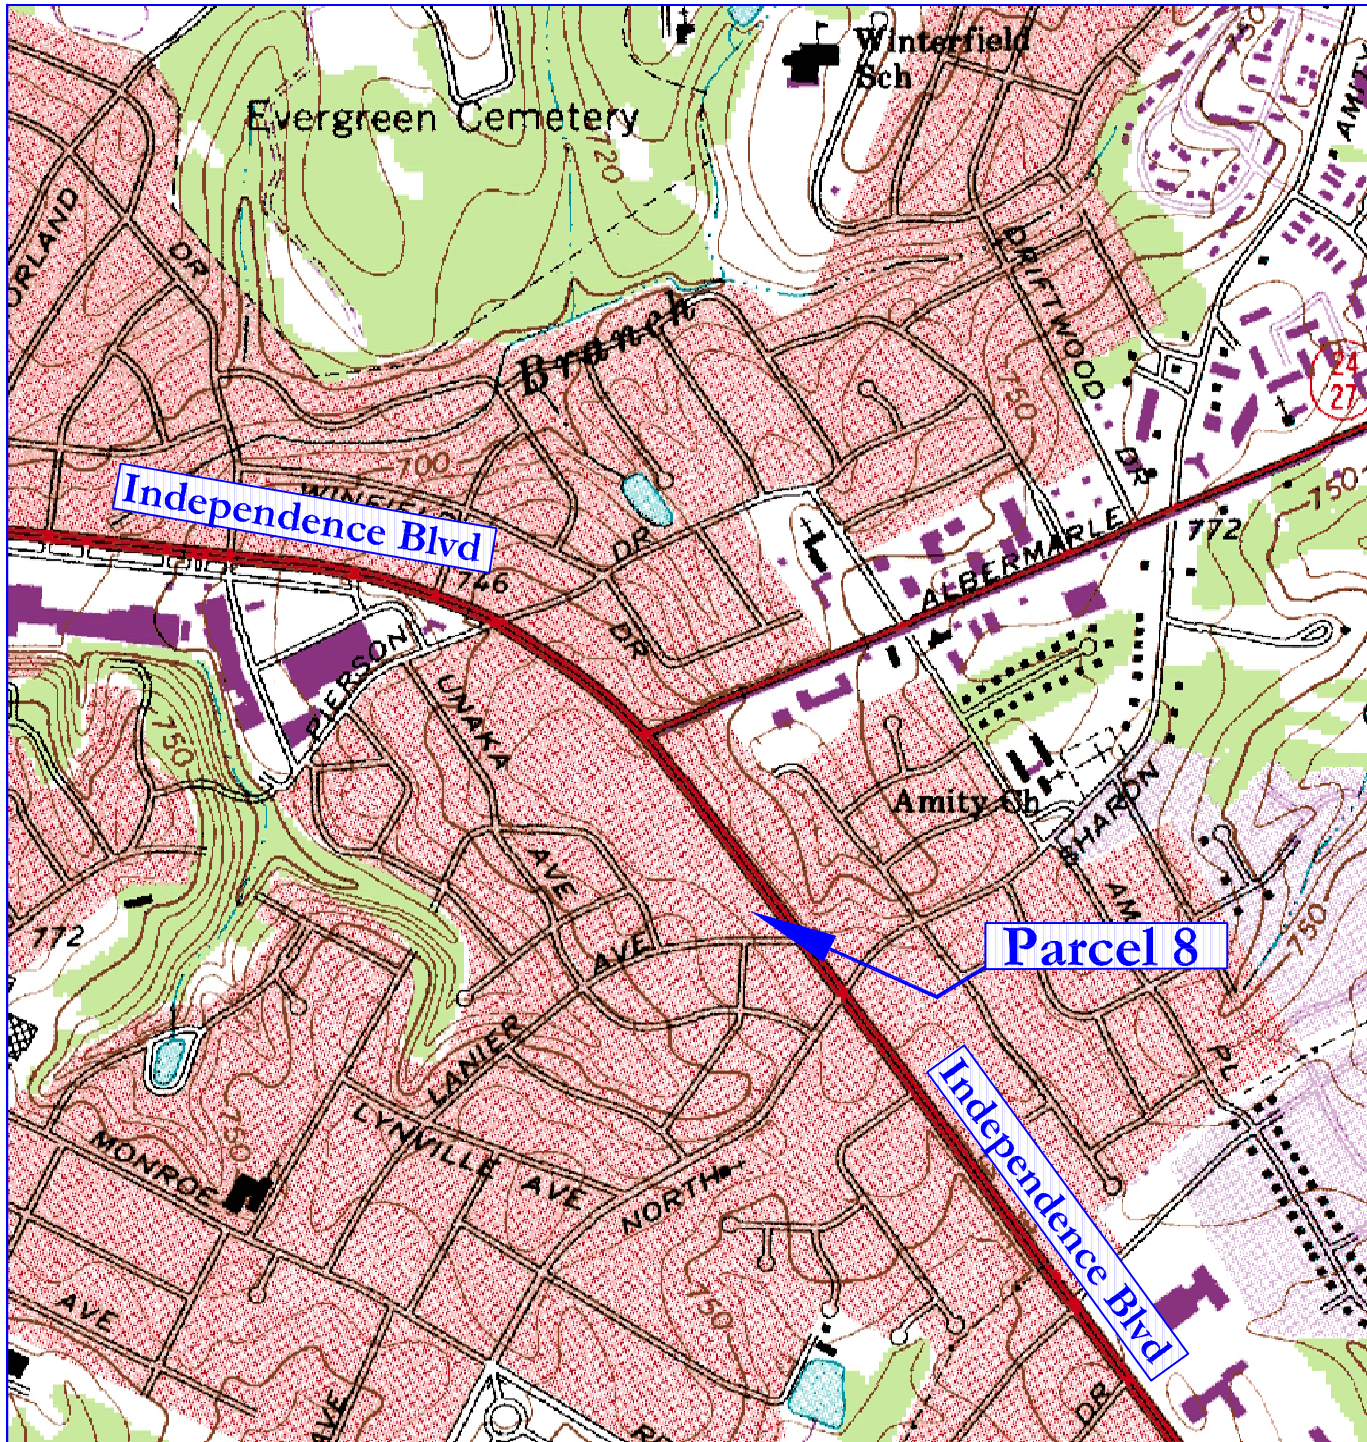 Winterfield
Sch
750
AMITY
Evergreen Cemetery
720
ORLAND
DR
DRIFTWOOD
DR
Branch
24
27
750
700
750
Independence Blvd
772
DR
ALBERMARLE
746
DR
PIERSON
UNAKA
AVE
750
Amity Ch
SHARON
AM
PL
772
AVE
LANIER
Parcel 8
750
Independence Blvd
LYNVILLE AVE
MONROE
AVE
750
NORTH
750
AVE
DR